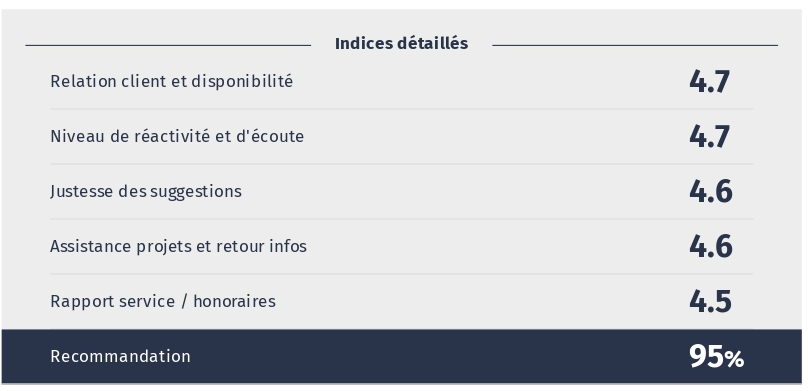 Indices détaillés
Relation client et disponibilité 4.7
Niveau de réactivité et d'écoute 4.7
Justesse des suggestions 4.6
Assistance projets et retour infos 4.6
Rapport service / honoraires 4.5
Recommandation 95%